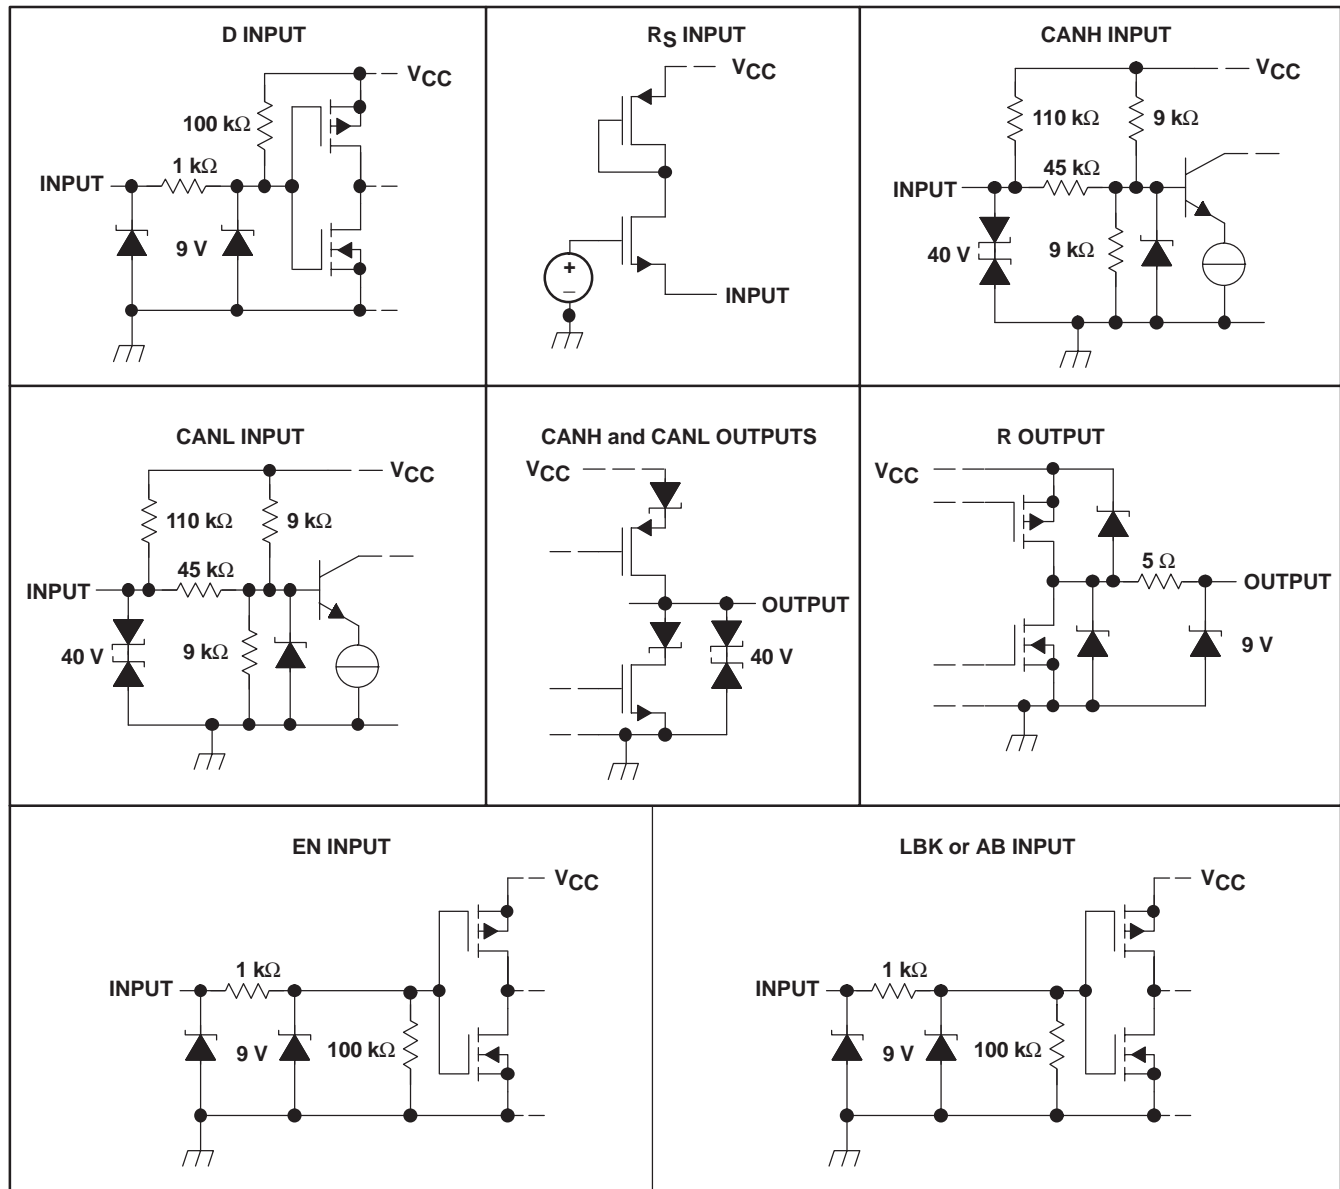 D INPUT
VCC
100 kΩ
1 kΩ
INPUT
9 V
RS INPUT
VCC
+
−
INPUT
CANH INPUT
VCC
110 kΩ
9 kΩ
45 kΩ
INPUT
40 V
9 kΩ
CANL INPUT
VCC
110 kΩ
9 kΩ
45 kΩ
INPUT
40 V
9 kΩ
CANH and CANL OUTPUTS
VCC
OUTPUT
40 V
R OUTPUT
VCC
5 Ω
OUTPUT
9 V
EN INPUT
VCC
1 kΩ
INPUT
9 V
100 kΩ
LBK or AB INPUT
VCC
1 kΩ
INPUT
9 V
100 kΩ